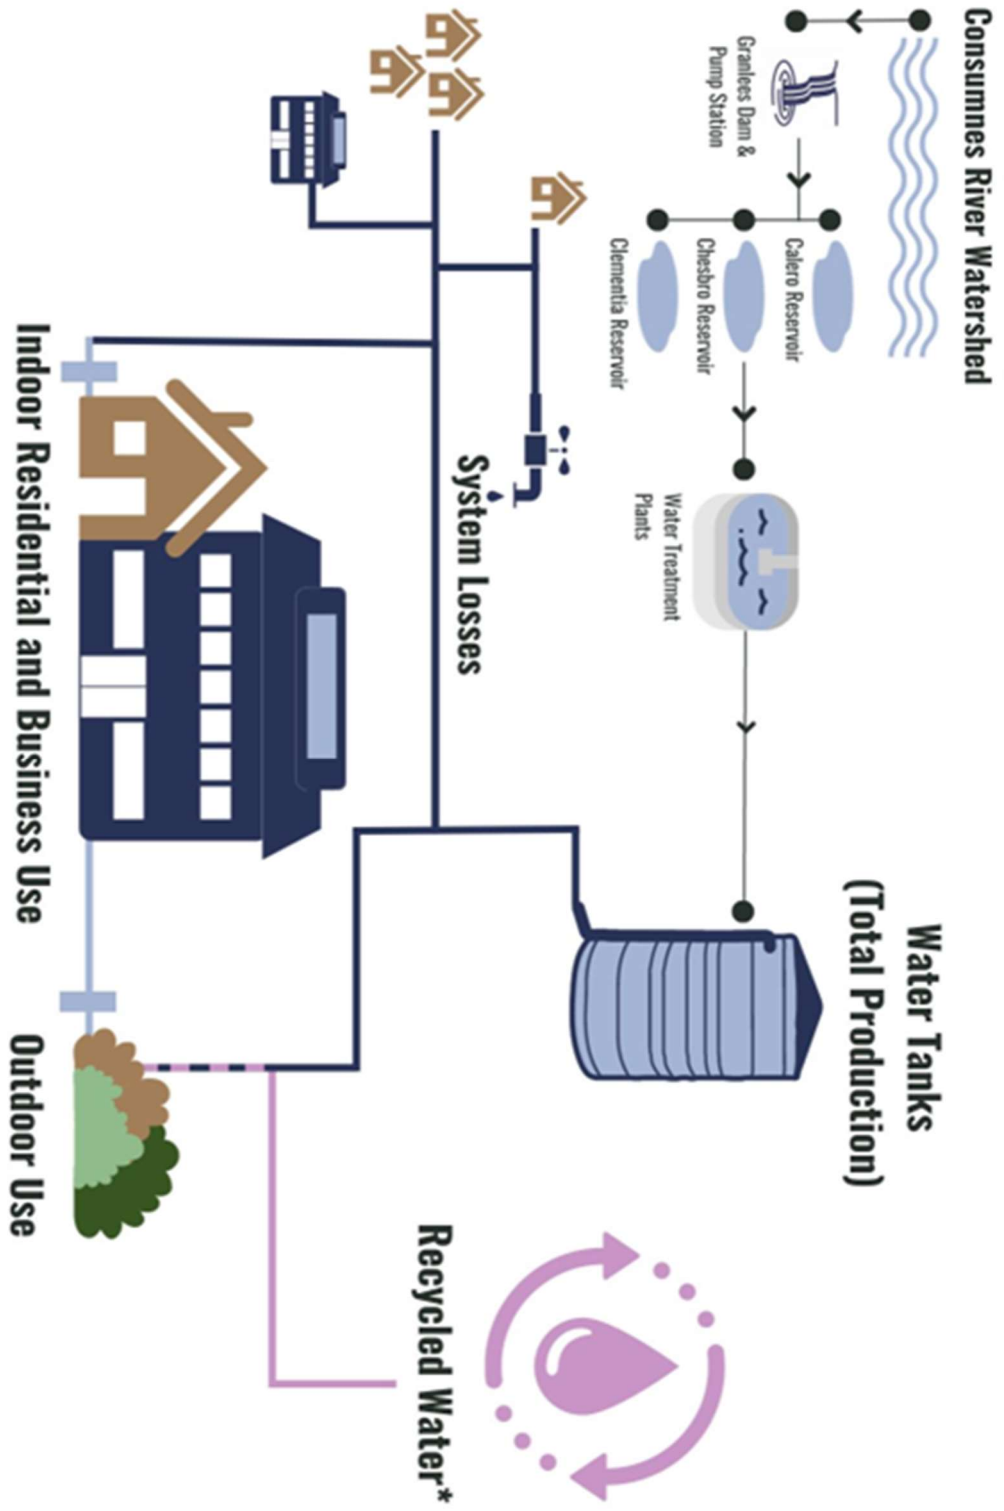 Consumnes River Watershed
Granlees Dam &
Pump Station
Calero Reservoir
Chesbro Reservoir
Clementia Reservoir
Water Treatment
Plants
Water Tanks
(Total Production)
System Losses
Recycled Water*
Indoor Residential and Business Use
Outdoor Use